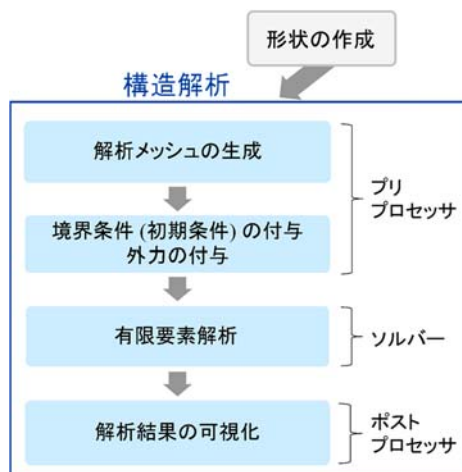 形状の作成
構造解析
解析メッシュの生成
プリ
プロセッサ
境界条件 (初期条件) の付与
外力の付与
有限要素解析
ソルバー
解析結果の可視化
ポスト
プロセッサ